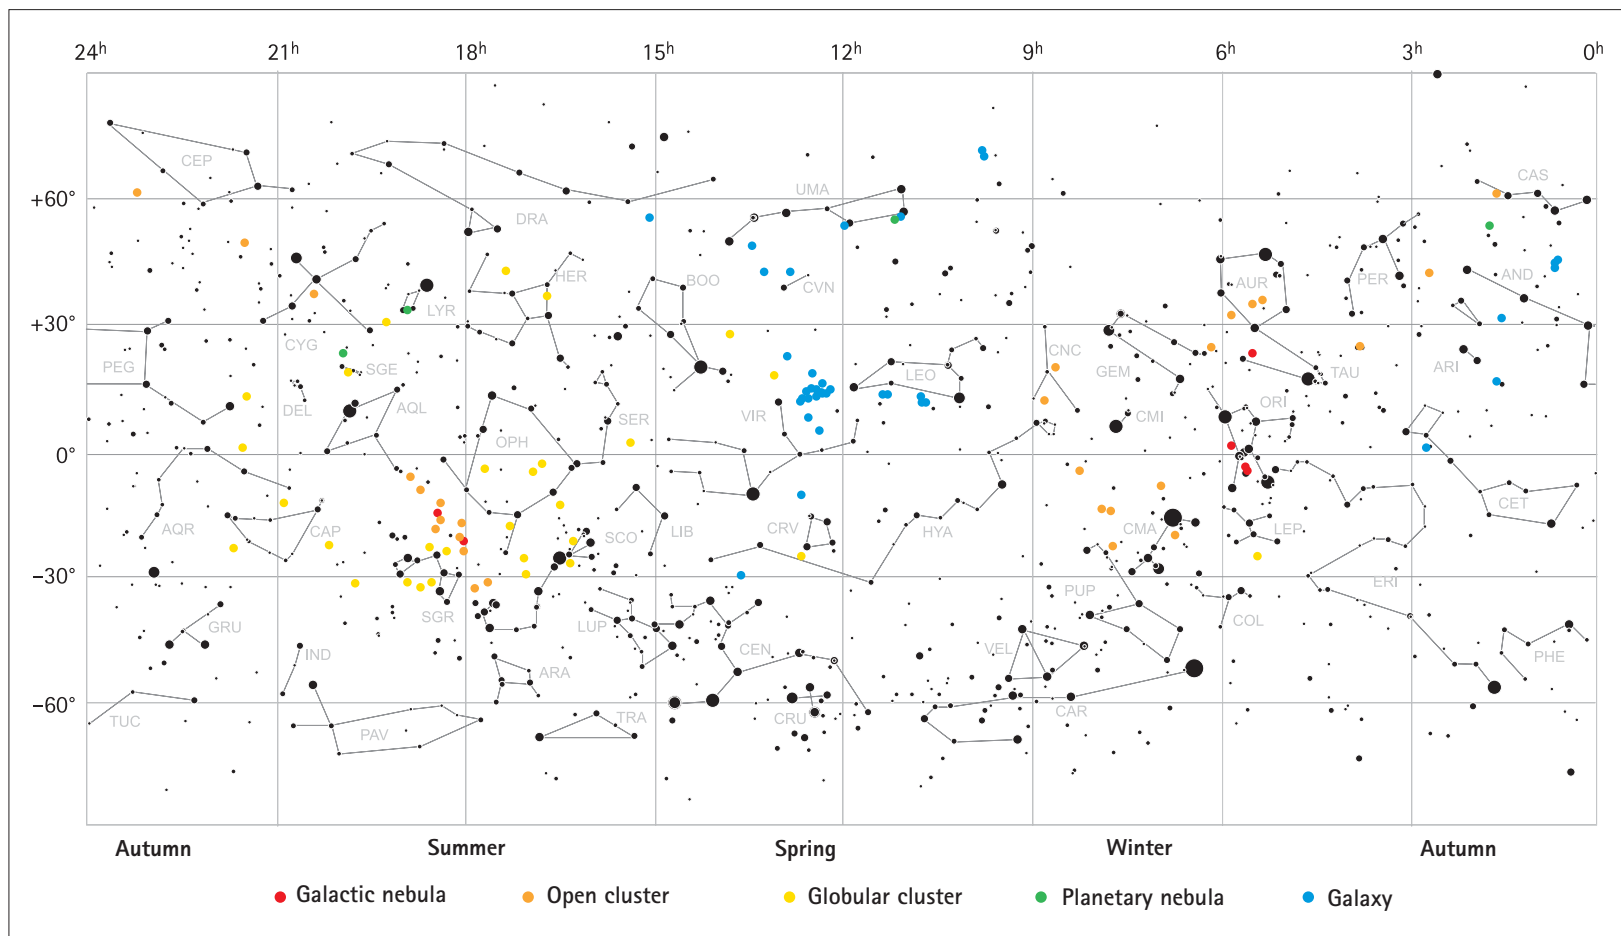 24ʰ 21ʰ 18ʰ 15ʰ 12ʰ 9ʰ 6ʰ 3ʰ 0ʰ
CEP UMA CAS
+60°
DRA
HER BOO CVN AUR PER AND
LYR
+30°
CYG CNC
PEG SGE LEO GEM TAU ARI
DEL AQL SER VIR CMI ORI
OPH
0°
AQR CAP LIB CRV HYA CMA LEP CET
SCO
−30°
SGR PUP ERI
GRU LUP COL
IND CEN VEL PHE
ARA
−60°
TUC PAV TRA CRU CAR
Autumn Summer Spring Winter Autumn
Galactic nebula Open cluster Globular cluster Planetary nebula Galaxy